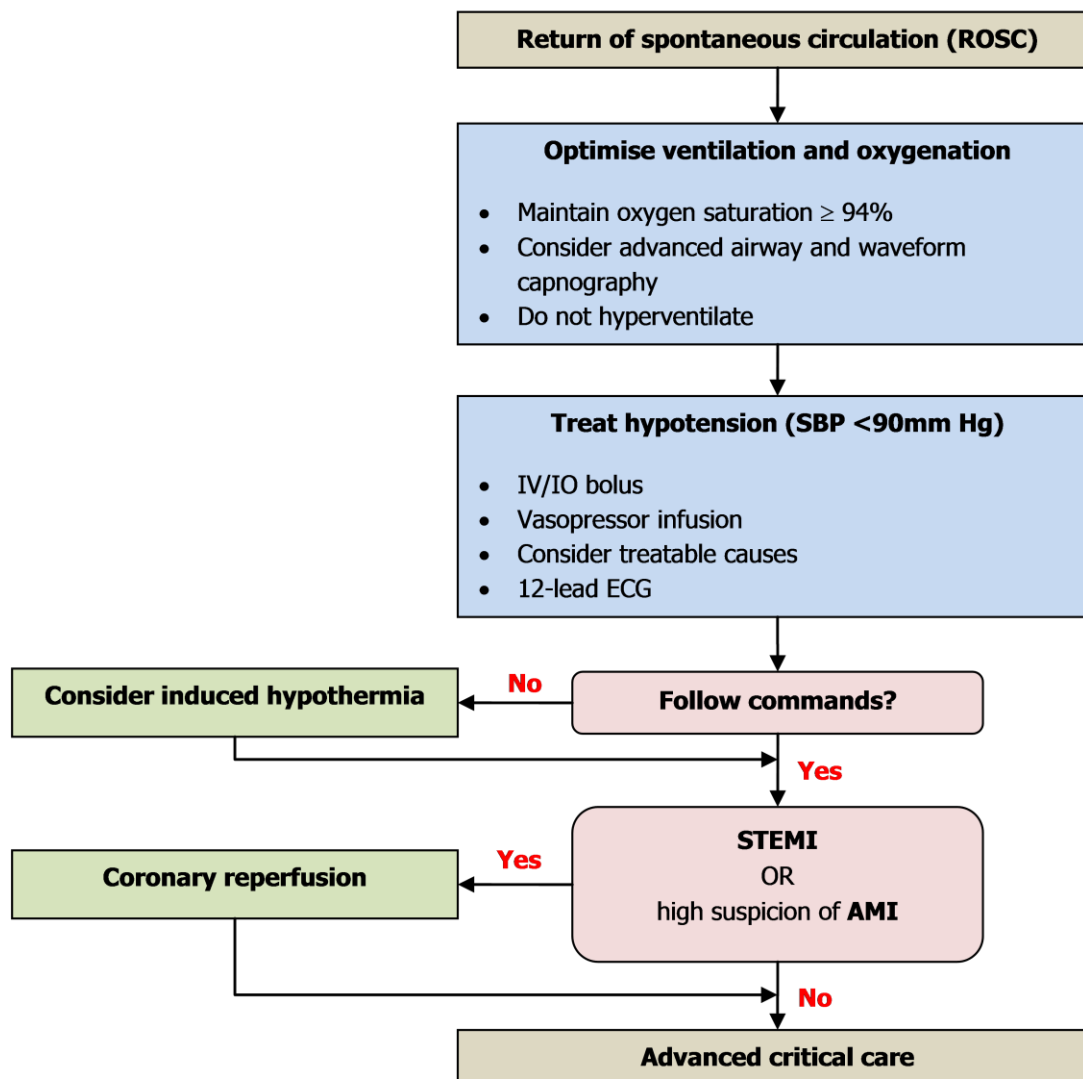 Return of spontaneous circulation (ROSC)
Optimise ventilation and oxygenation
• Maintain oxygen saturation ≥ 94%
• Consider advanced airway and waveform
capnography
• Do not hyperventilate
Treat hypotension (SBP <90mm Hg)
• IV/IO bolus
• Vasopressor infusion
• Consider treatable causes
• 12-lead ECG
Consider induced hypothermia
No
Follow commands?
Yes
STEMI
OR
high suspicion of AMI
Yes
Coronary reperfusion
No
Advanced critical care